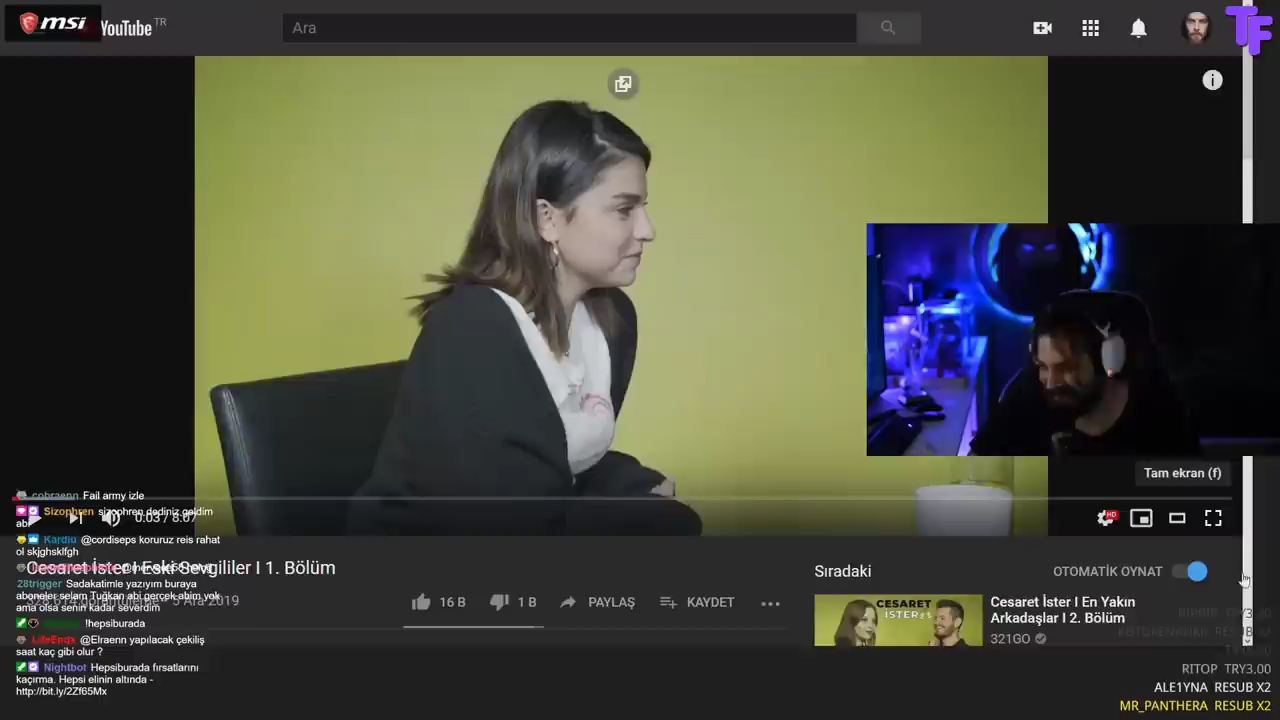 msi YouTube TR
Ara
TF
Tam ekran (f)
cobraenn Fail army izle
Sizophren sizophren dediniz geldim
abi
0:03 / 8:07
Kardiu @cordiseps koruruz reis rahat
ol skjghsklfgh
Cesaret İster I Eski Sevgililer I 1. Bölüm
28trigger Sadakatimle yazıyım buraya
aboneler selam Tuğkan abi gerçek abim yok
ama olsa senin kadar severdim
5 Ara 2019
16 B
1 B
PAYLAŞ
KAYDET
!hepsiburada
LifeEnds @Elraenn yapılacak çekiliş
saat kaç gibi olur ?
Nightbot Hepsiburada fırsatlarını
kaçırma. Hepsi elinin altında -
http://bit.ly/2Zf65Mx
Sıradaki
OTOMATİK OYNAT
CESARET
İSTER
Cesaret İster I En Yakın
Arkadaşlar I 2. Bölüm
321GO
RITOP TRY3.00
ALE1YNA RESUB X2
MR_PANTHERA RESUB X2